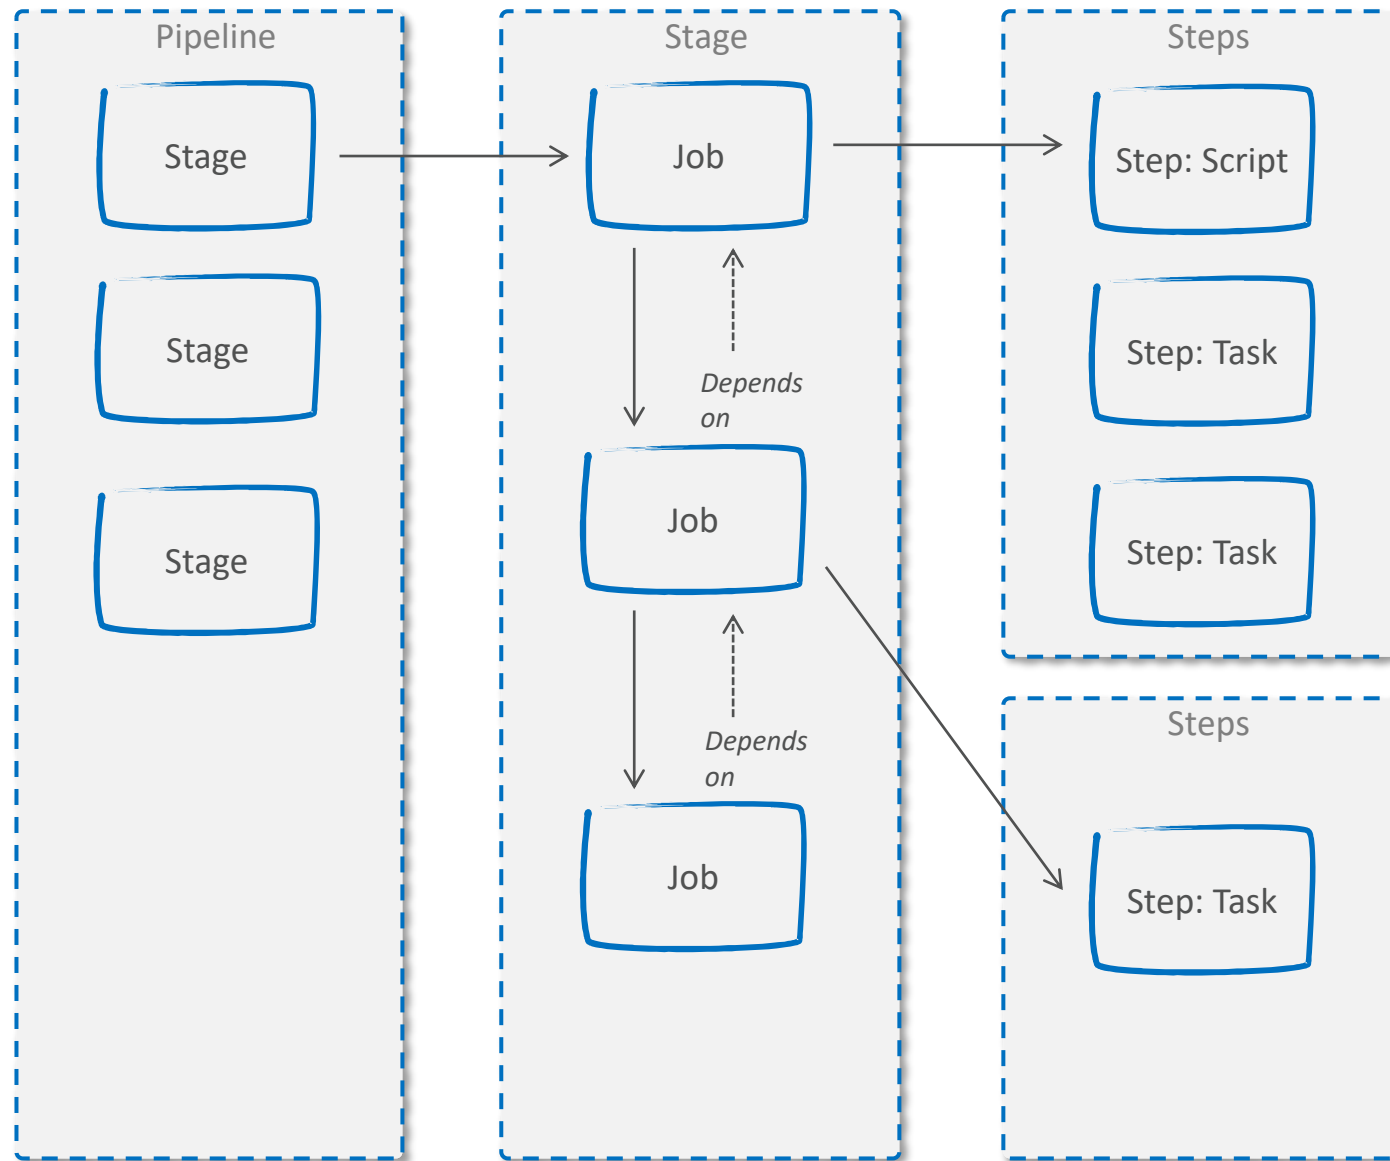 Pipeline
Stage
Stage
Stage
Stage
Job
Depends
on
Job
Depends
on
Job
Steps
Step: Script
Step: Task
Step: Task
Steps
Step: Task